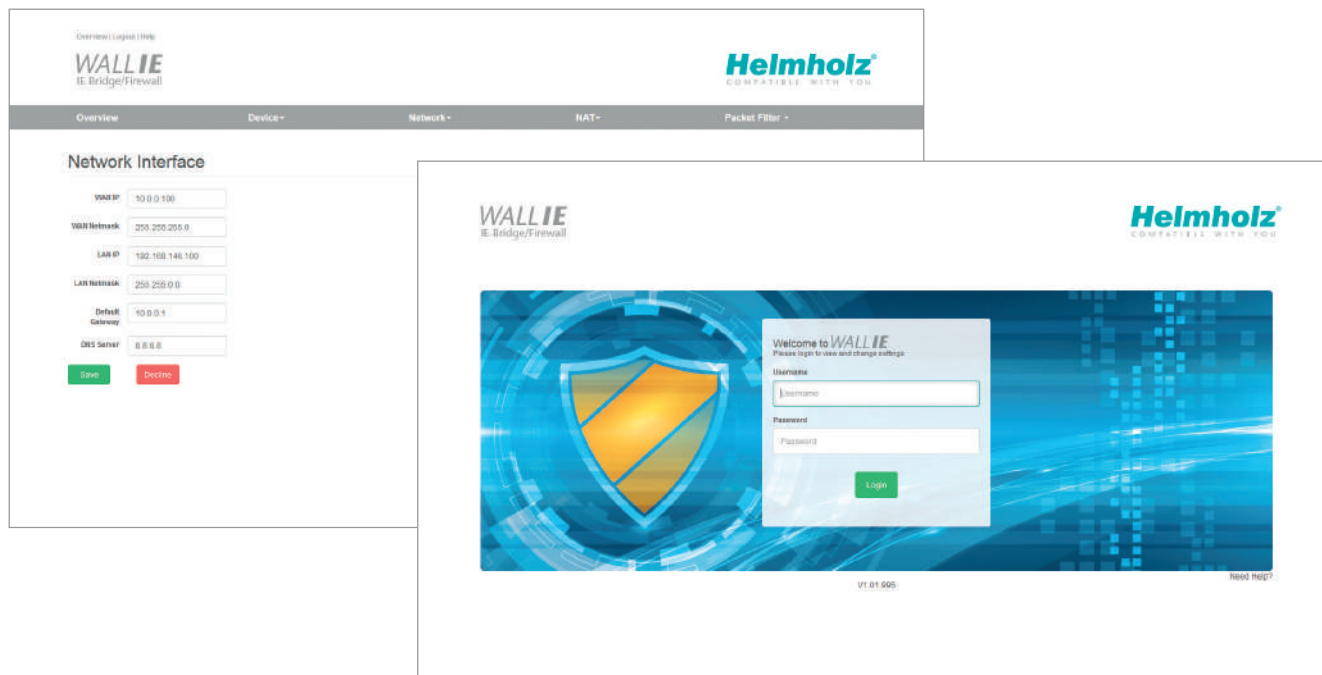 Overview | Logout | Help
WALL IE
IE Bridge/Firewall
Helmholz®
COMPATIBLE WITH YOU
Overview Device Network NAT Packet Filter
Network Interface
WAN IP 10.0.0.100
WAN Netmask 255.255.255.0
LAN IP 192.168.146.100
LAN Netmask 255.255.0.0
Default Gateway 10.0.0.1
DNS Server 8.8.8.8
Save Decline
WALL IE
IE Bridge/Firewall
Helmholz®
COMPATIBLE WITH YOU
Welcome to WALL IE
Please login to view and change settings
Username
Username
Password
Password
Login
V1.01.995
Need Help?